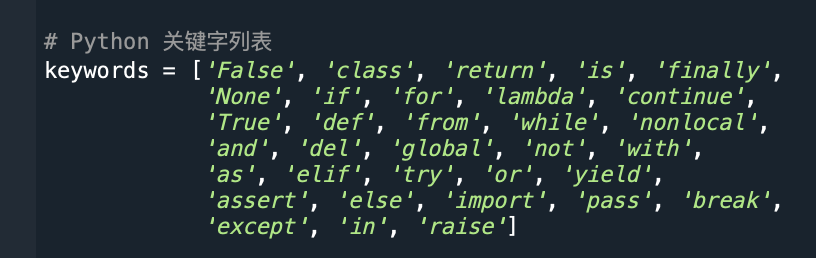 # Python 关键字列表
keywords = ['False', 'class', 'return', 'is', 'finally',
'None', 'if', 'for', 'lambda', 'continue',
'True', 'def', 'from', 'while', 'nonlocal',
'and', 'del', 'global', 'not', 'with',
'as', 'elif', 'try', 'or', 'yield',
'assert', 'else', 'import', 'pass', 'break',
'except', 'in', 'raise']